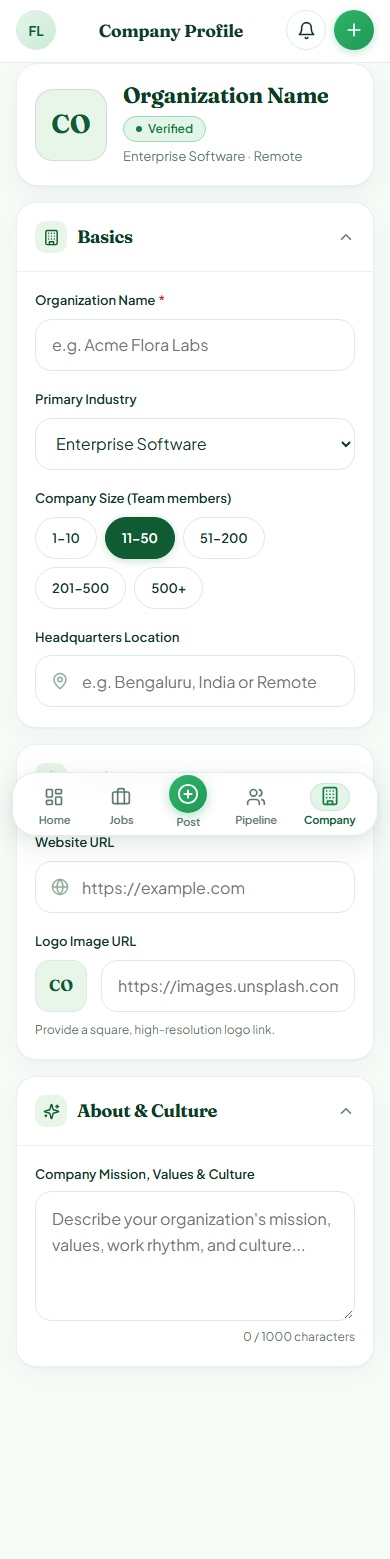 FL
Company Profile
CO
Organization Name
Verified
Enterprise Software · Remote
Basics
Organization Name *
e.g. Acme Flora Labs
Primary Industry
Enterprise Software
Company Size (Team members)
1–10
11–50
51–200
201–500
500+
Headquarters Location
e.g. Bengaluru, India or Remote
Home
Jobs
Post
Pipeline
Company
Website URL
https://example.com
Logo Image URL
CO
https://images.unsplash.com
Provide a square, high-resolution logo link.
About & Culture
Company Mission, Values & Culture
Describe your organization's mission,
values, work rhythm, and culture...
0 / 1000 characters